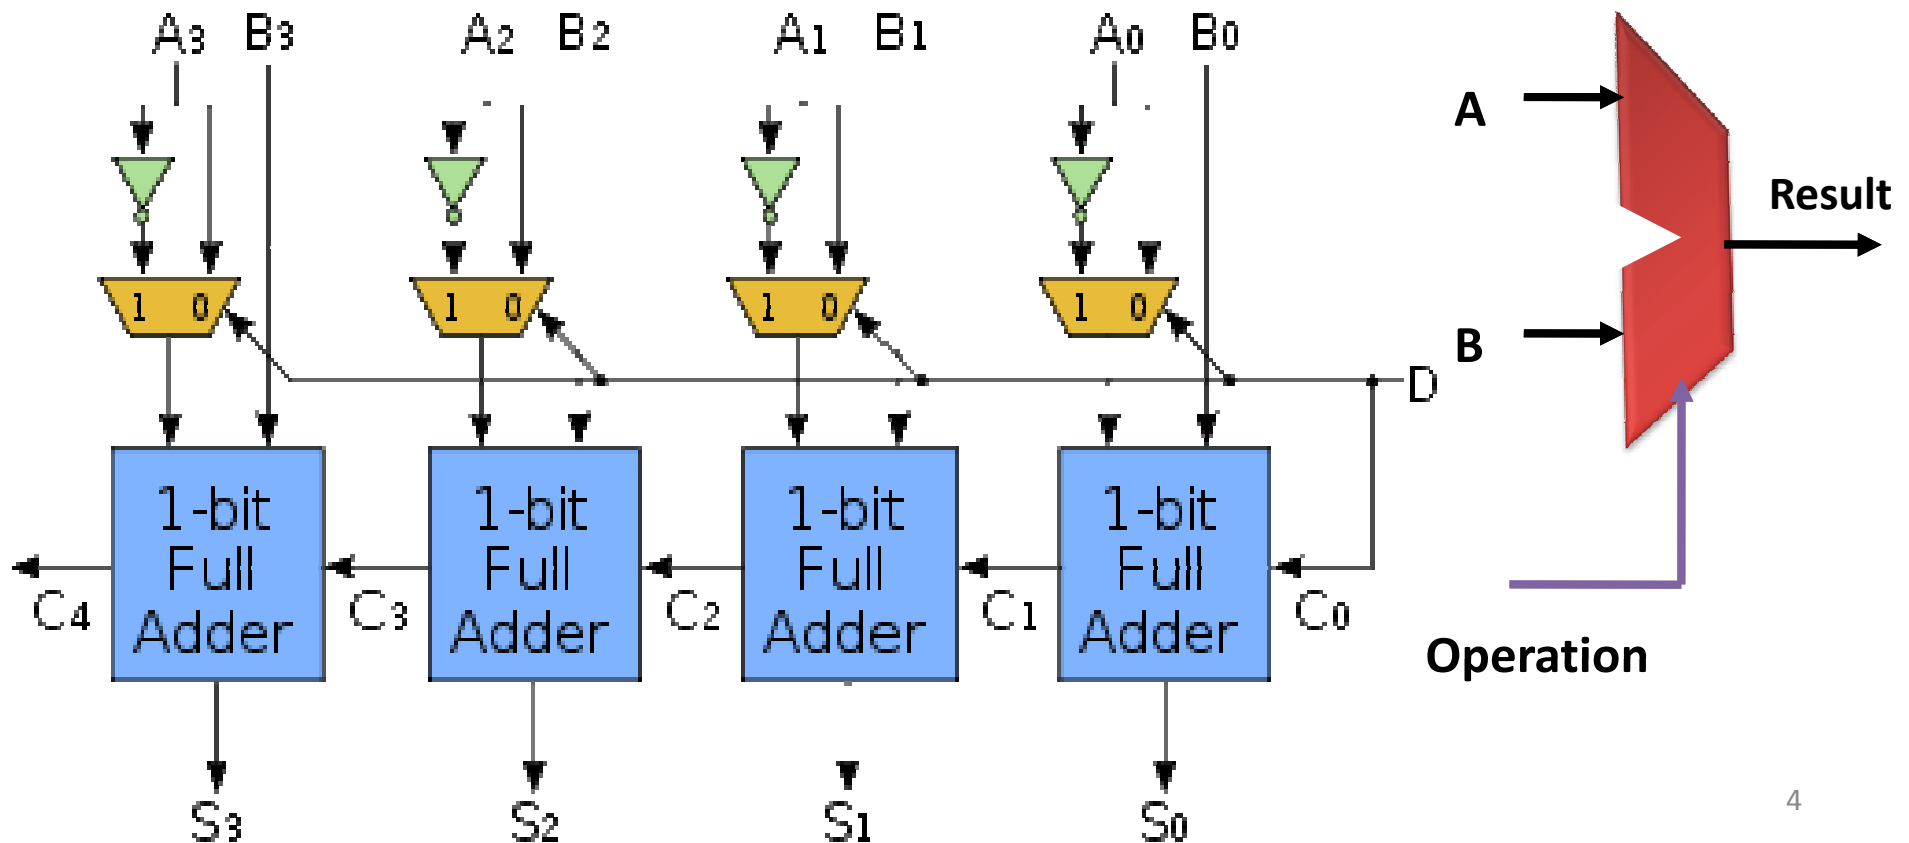 A3 B3 A2 B2 A1 B1 A0 B0
A
Result
1 0 1 0 1 0 1 0
B
D
1-bit Full Adder
1-bit Full Adder
1-bit Full Adder
1-bit Full Adder
C4 C3 C2 C1 C0
Operation
S3 S2 S1 S0
4